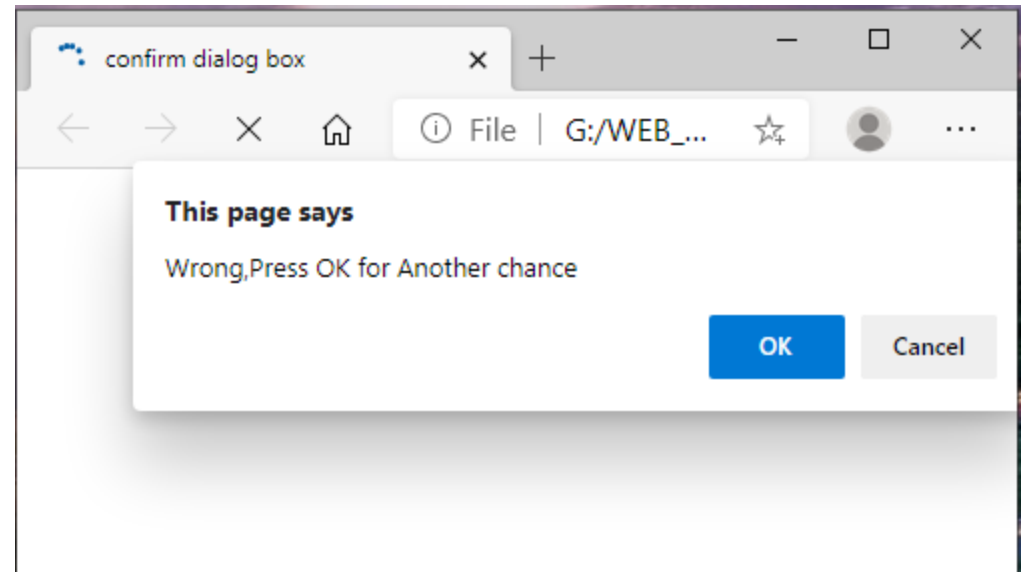 confirm dialog box
File | G:/WEB_...
This page says
Wrong,Press OK for Another chance
OK Cancel